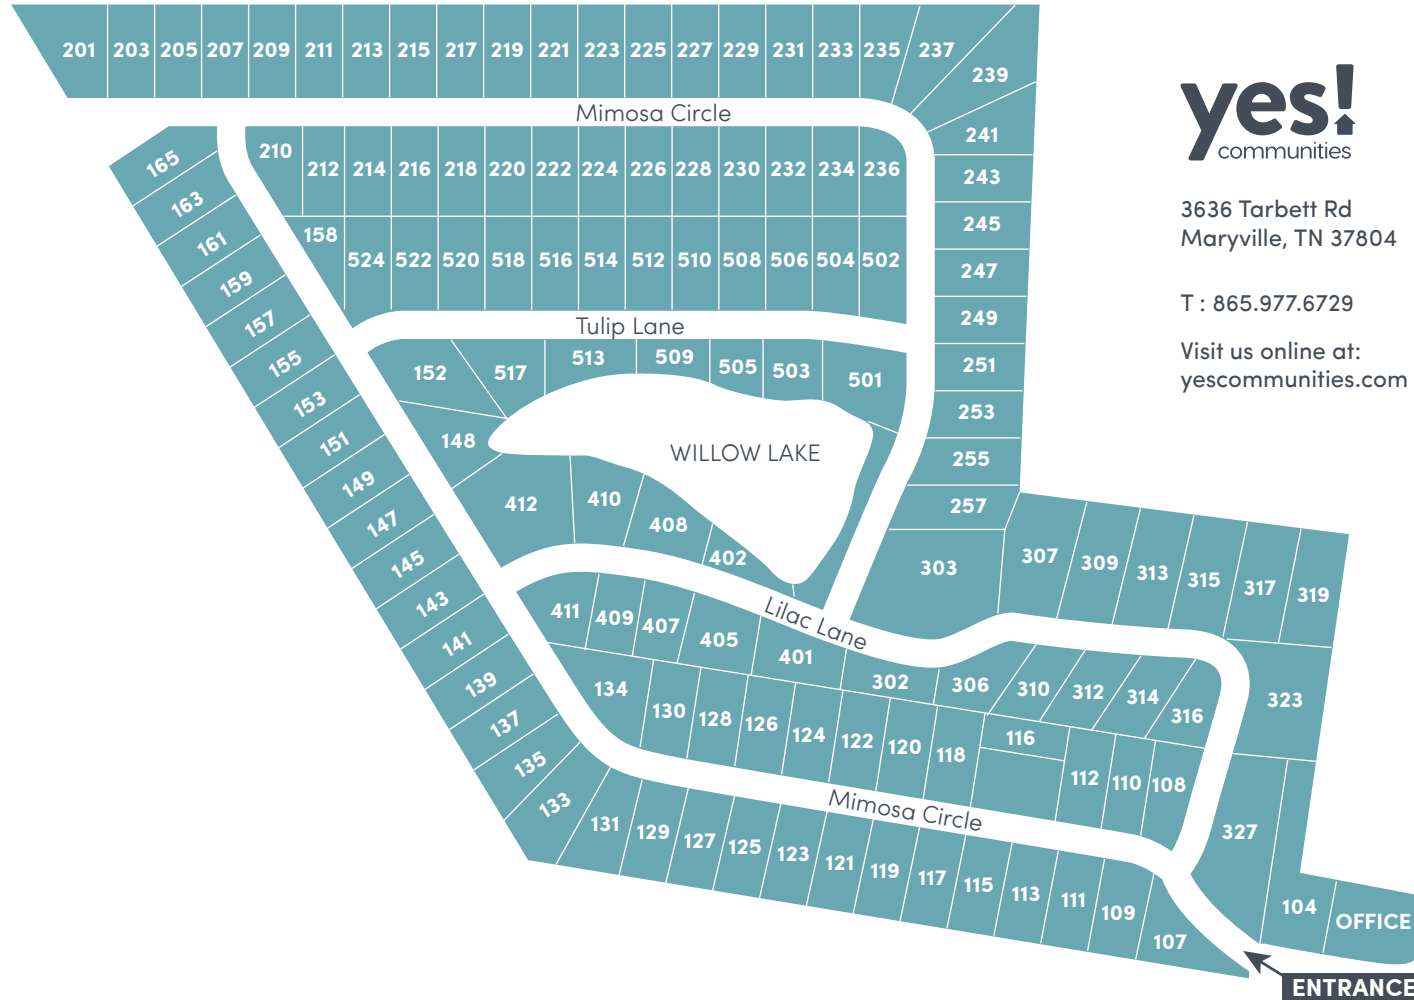 201 203 205 207 209 211 213 215 217 219 221 223 225 227 229 231 233 235 237
239
241
243
245
247
249
251
253
255
257
Mimosa Circle
210 212 214 216 218 220 222 224 226 228 230 232 234 236
158 524 522 520 518 516 514 512 510 508 506 504 502
Tulip Lane
152 517 513 509 505 503 501
148
WILLOW LAKE
412 410 408 402
165
163
161
159
157
155
153
151
149
147
145
143
141
139
137
135
133
303 307 309 313 315 317 319
323
327
Lilac Lane
411 409 407 405 401 302 306 310 312 314 316
134 130 128 126 124 122 120 118 116 112 110 108
Mimosa Circle
131 129 127 125 123 121 119 117 115 113 111 109 107
104 OFFICE
ENTRANCE
yes!
communities
3636 Tarbett Rd
Maryville, TN 37804
T : 865.977.6729
Visit us online at:
yescommunities.com